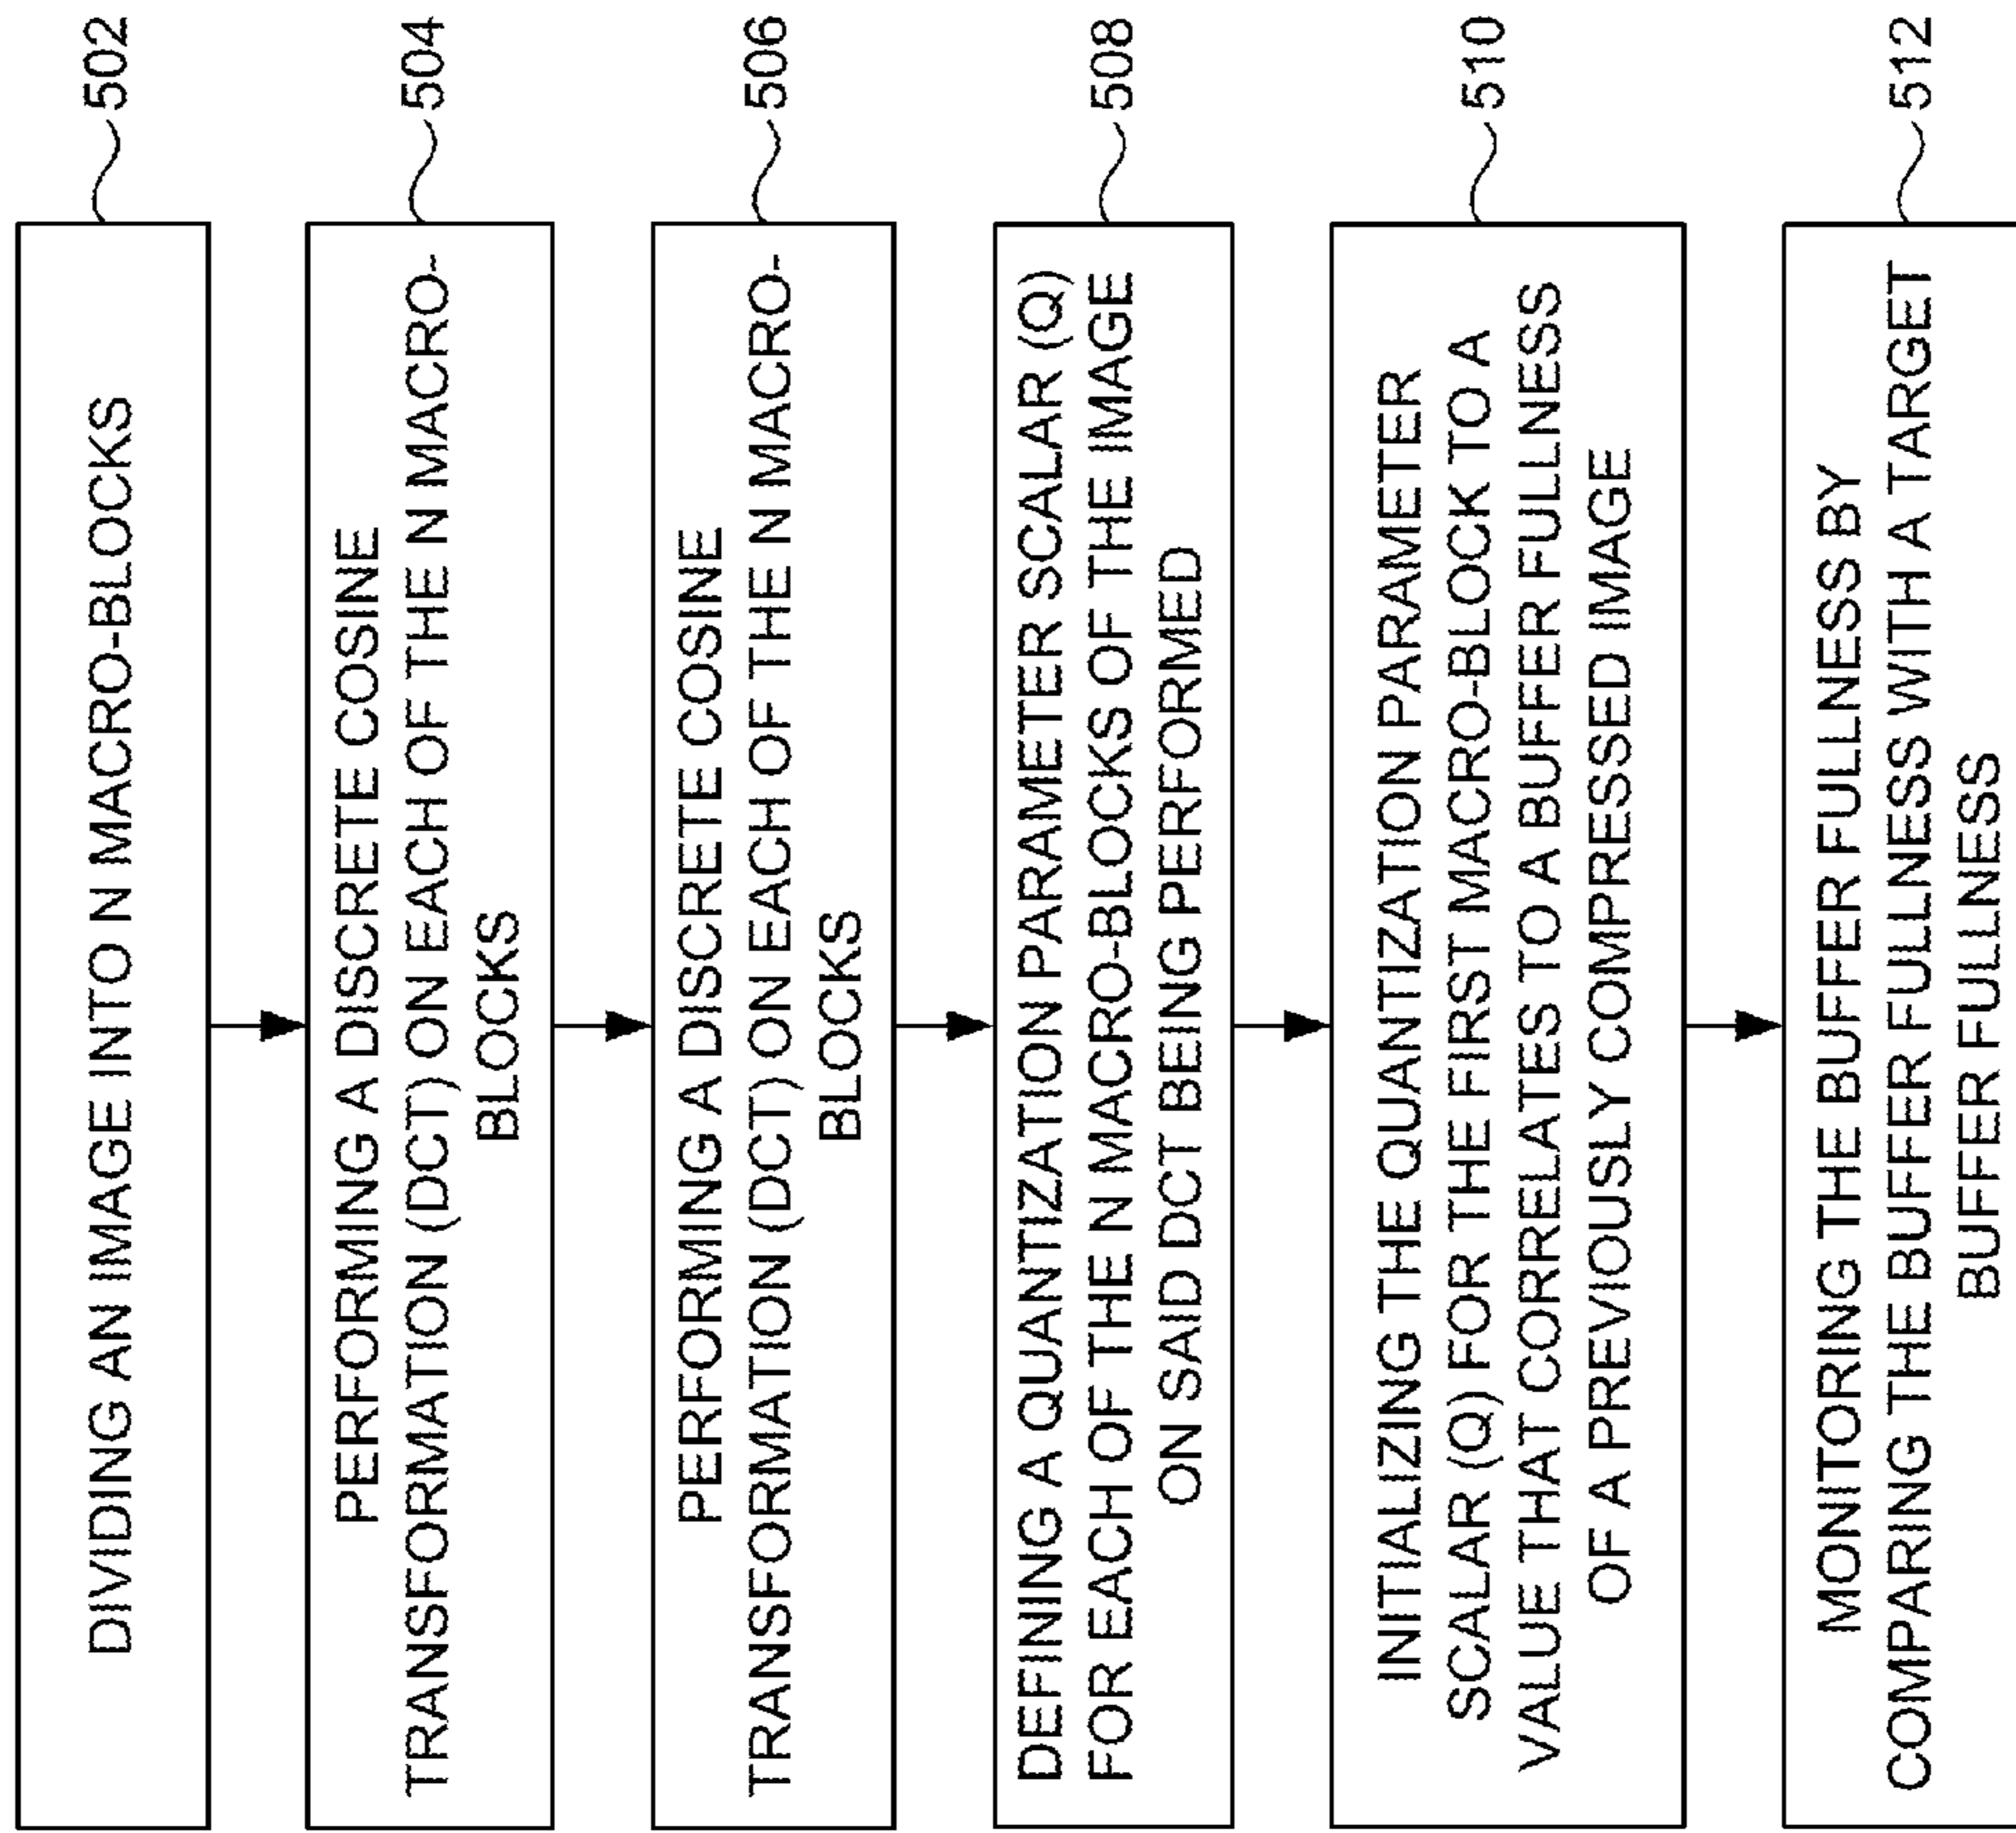 DIVIDING AN IMAGE INTO N MACRO-BLOCKS
502
PERFORMING A DISCRETE COSINE
TRANSFORMATION (DCT) ON EACH OF THE N MACRO-
BLOCKS
504
PERFORMING A DISCRETE COSINE
TRANSFORMATION (DCT) ON EACH OF THE N MACRO-
BLOCKS
506
DEFINING A QUANTIZATION PARAMETER SCALAR (Q)
FOR EACH OF THE N MACRO-BLOCKS OF THE IMAGE
ON SAID DCT BEING PERFORMED
508
INITIALIZING THE QUANTIZATION PARAMETER
SCALAR (Q) FOR THE FIRST MACRO-BLOCK TO A
VALUE THAT CORRELATES TO A BUFFER FULLNESS
OF A PREVIOUSLY COMPRESSED IMAGE
510
MONITORING THE BUFFER FULLNESS BY
COMPARING THE BUFFER FULLNESS WITH A TARGET
BUFFER FULLNESS
512